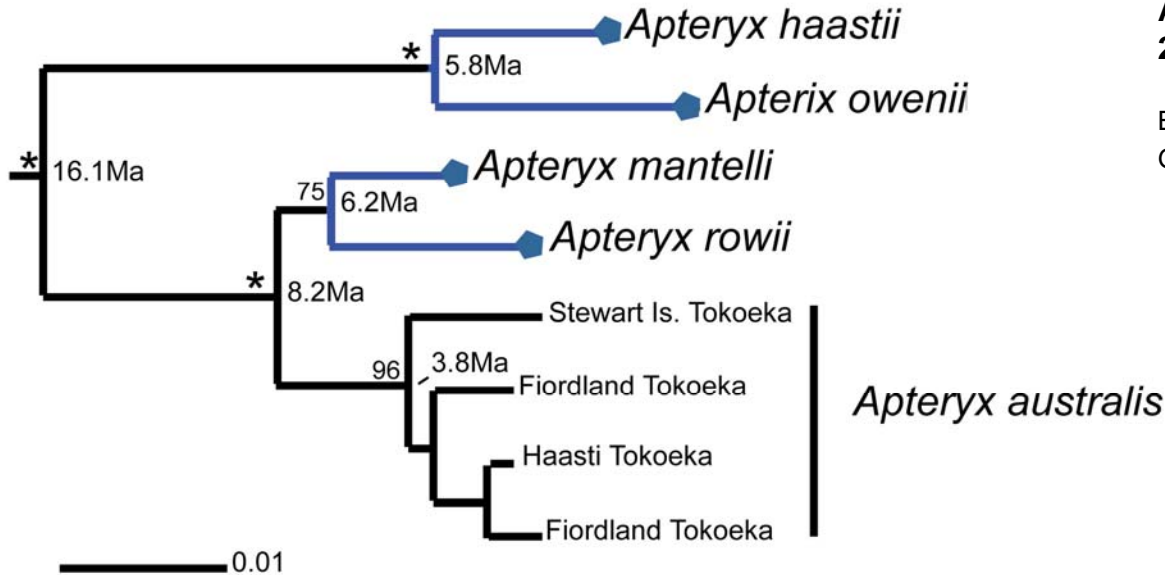 *
Apteryx haastii
5.8Ma
Apterix owenii
*
16.1Ma
Apteryx mantelli
75
6.2Ma
Apteryx rowii
*
8.2Ma
Stewart Is. Tokoeka
96
3.8Ma
Fiordland Tokoeka
Apteryx australis
Haasti Tokoeka
Fiordland Tokoeka
0.01
2